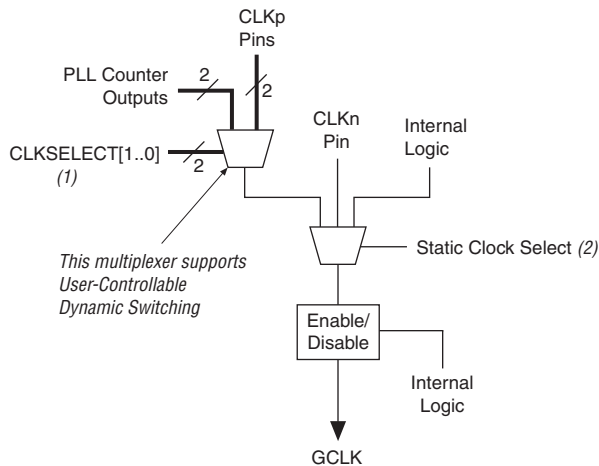 CLKp
Pins
PLL Counter
Outputs
2
2
CLKn
Pin
Internal
Logic
CLKSELECT[1..0]
(1)
2
This multiplexer supports
User-Controllable
Dynamic Switching
Static Clock Select (2)
Enable/
Disable
Internal
Logic
GCLK